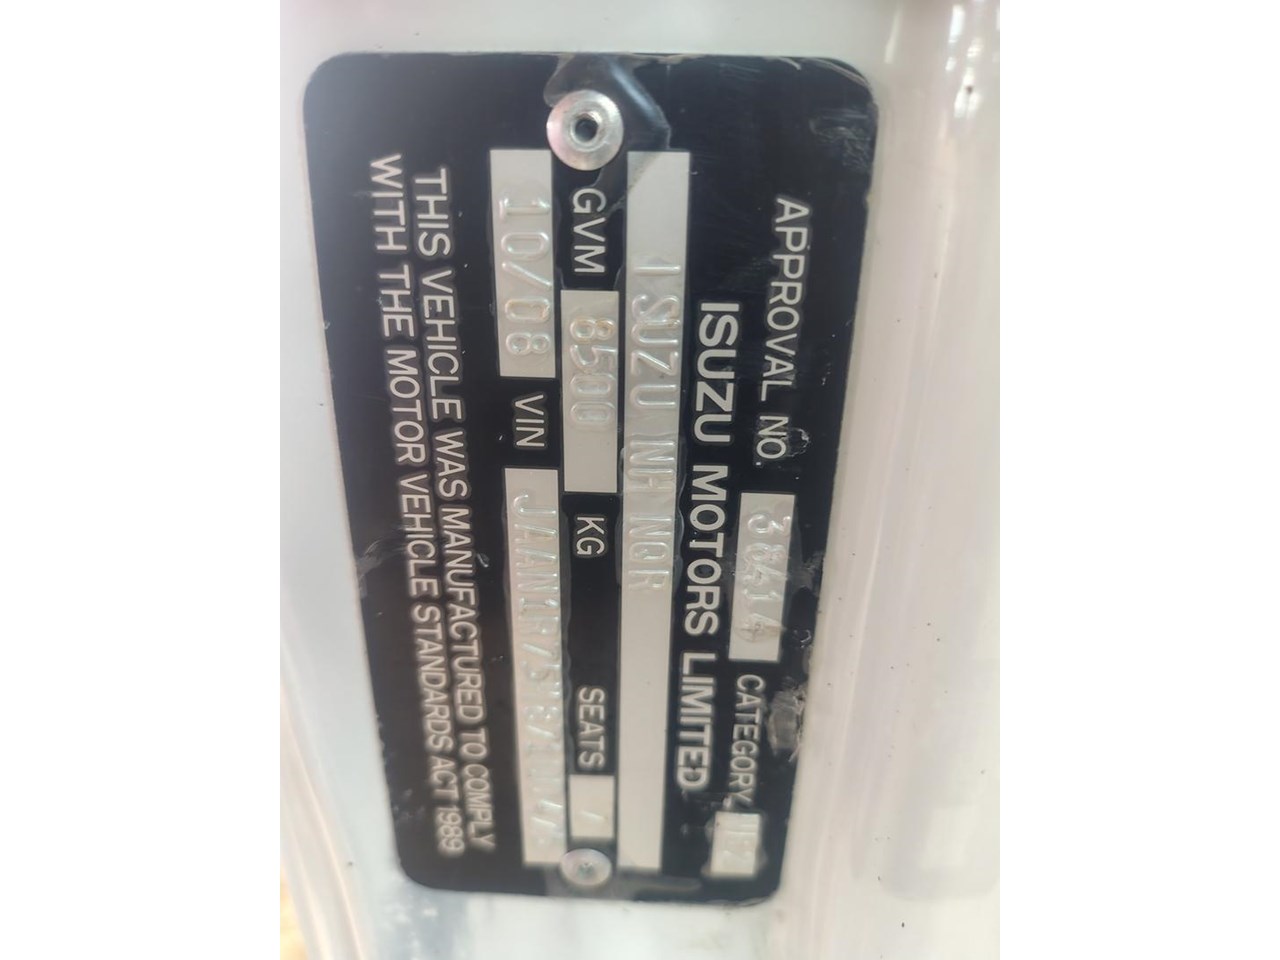 APPROVAL NO. CATEGORY
ISUZU MOTORS LIMITED
ISUZU NH NQR
GVM 8500 KG SEATS
10/08 VIN
THIS VEHICLE WAS MANUFACTURED TO COMPLY
WITH THE MOTOR VEHICLE STANDARDS ACT 1989